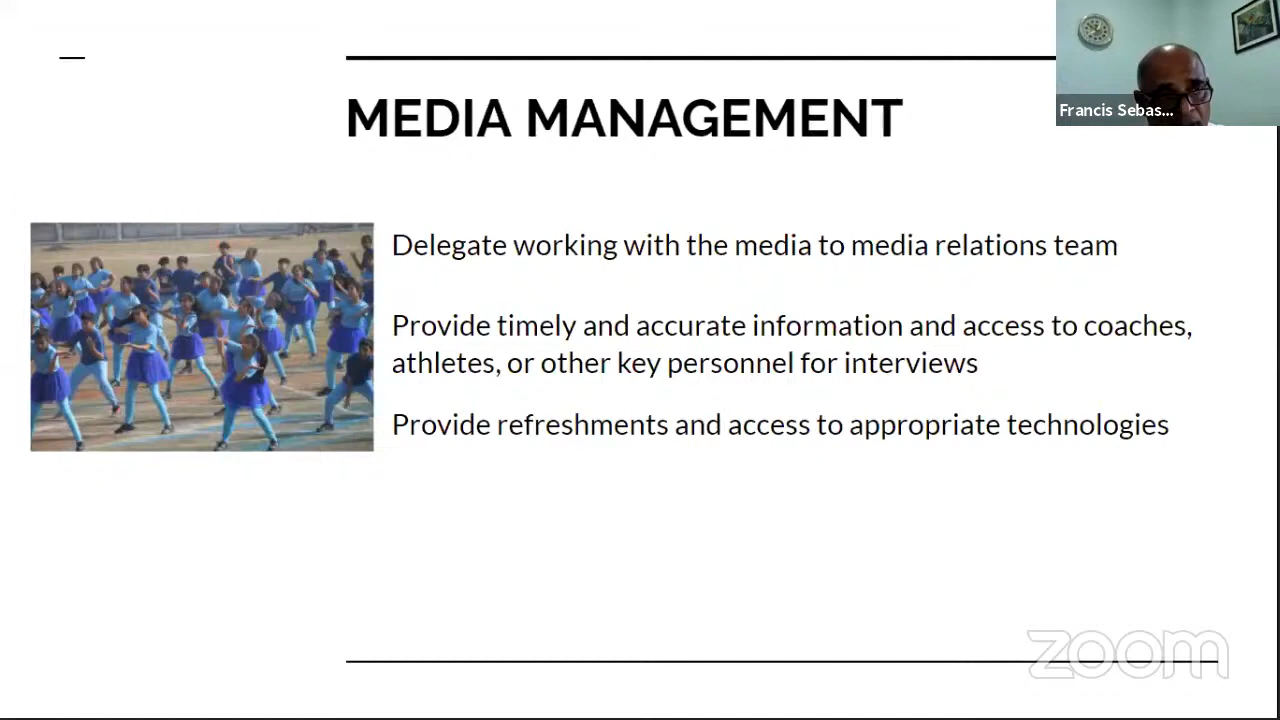 MEDIA MANAGEMENT
Francis Sebas...
Delegate working with the media to media relations team
Provide timely and accurate information and access to coaches,
athletes, or other key personnel for interviews
Provide refreshments and access to appropriate technologies
zoom